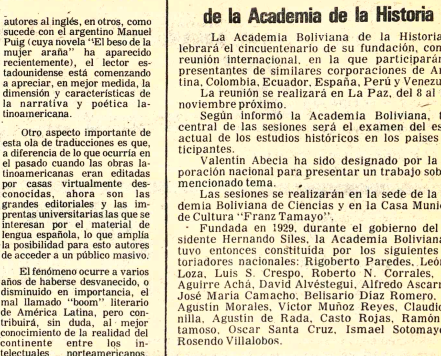 autores al inglés, en otros, como
sucede con el argentino Manuel
Puig (cuya novela "El beso de la
mujer araña" ha aparecido
recientemente), el lector es-
tadounidense está comenzando
a apreciar, en mejor medida, la
dimensión y características de
la narrativa y poética la-
tinoamericana.
Otro aspecto importante de
esta ola de traducciones es que,
a diferencia de lo que ocurría en
el pasado cuando las obras la-
tinoamericanas eran editadas
por casas virtualmente des-
conocidas, ahora son las
grandes editoriales y las im-
prentas universitarias las que se
interesan por el material de
lengua española, lo que amplía
la posibilidad para esto autores
de acceder a un público masivo.
El fenómeno ocurre a varios
años de haberse desvanecido, o
disminuído en importancia, el
mal llamado "boom" literario
de América Latina, pero con-
tribuirá, sin duda, al mejor
conocimiento de la realidad del
continente entre los in-
telectuales norteamericanos.
de la Academia de la Historia
La Academia Boliviana de la Historia
lebrará el cincuentenario de su fundación, con
reunión internacional, en la que participarán
presentantes de similares corporaciones de Ar
tina, Colombia, Ecuador, España, Perú y Venezu
La reunión se realizará en La Paz, del 8 al
noviembre próximo.
Según informó la Academia Boliviana, t
central de las sesiones será el examen del es
actual de los estudios históricos en los países
ticipantes.
Valentin Abecia ha sido designado por la
poración nacional para presentar un trabajo sob
mencionado tema.
Las sesiones se realizarán en la sede de la
demia Boliviana de Ciencias y en la Casa Munic
de Cultura "Franz Tamayo".
Fundada en 1929, durante el gobierno del
sidente Hernando Siles, la Academia Boliviana
tuvo entonces constituida por los siguientes
toriadores nacionales: Rigoberto Paredes, León
Loza, Luis S. Crespo, Roberto N. Corrales,
Aguirre Achá, David Alvéstegui, Alfredo Ascarr
José María Camacho, Belisario Díaz Romero,
Agustín Morales, Víctor Muñoz Reyes, Claudio
nilla, Agustín de Rada, Casto Rojas, Ramón
tamoso, Oscar Santa Cruz, Ismael Sotomayo
Rosendo Villalobos.